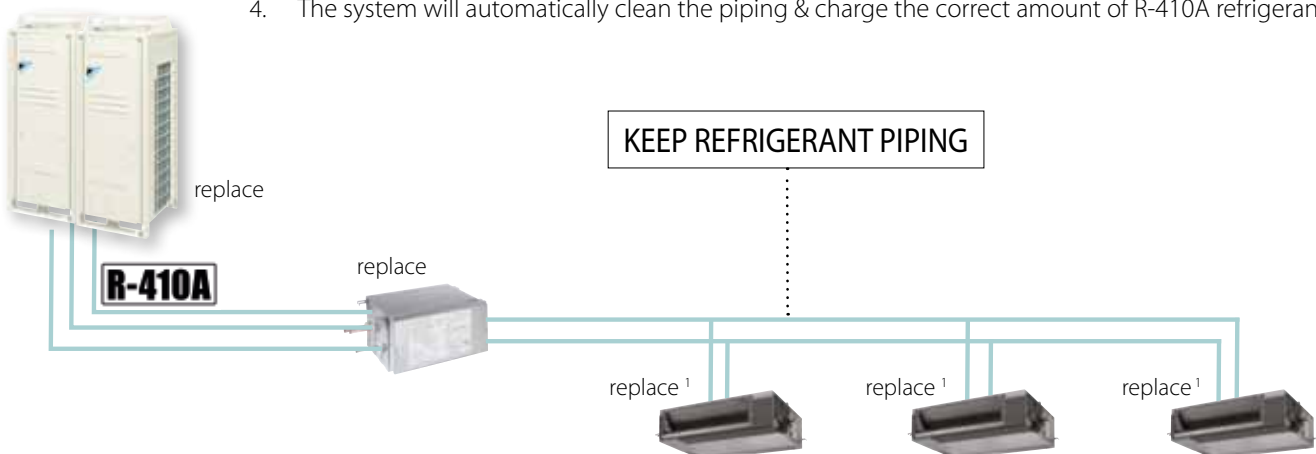 4. The system will automatically clean the piping & charge the correct amount of R-410A refrigeran
KEEP REFRIGERANT PIPING
replace
R-410A
replace
replace 1
replace 1
replace 1